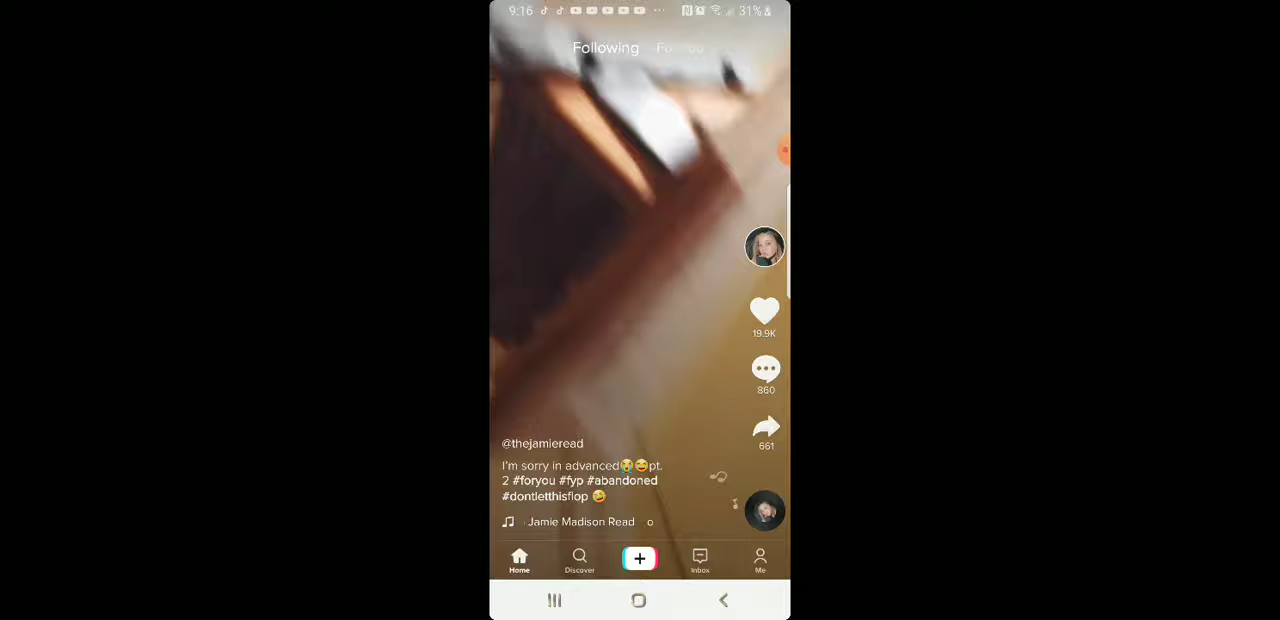 9:16 31%
Following
19.9K
860
661
@thejamieread
I'm sorry in advanced😭😅pt.
2 #foryou #fyp #abandoned
#dontletthisflop 🤣
Jamie Madison Read o
Home Discover Inbox Me